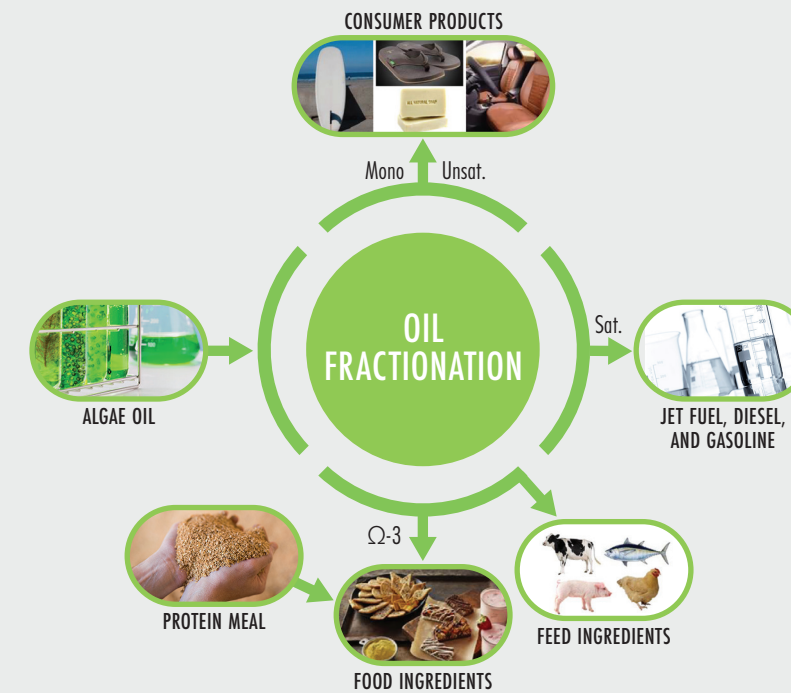 CONSUMER PRODUCTS
Mono Unsat.
OIL
FRACTIONATION
Sat.
ALGAE OIL
JET FUEL, DIESEL,
AND GASOLINE
Ω-3
PROTEIN MEAL
FEED INGREDIENTS
FOOD INGREDIENTS